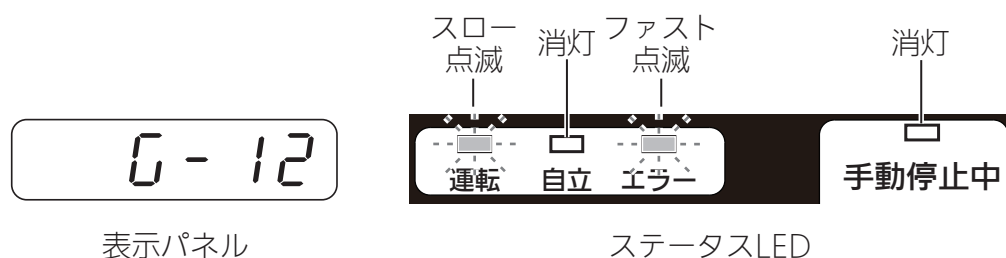 スロー
点滅
消灯
ファスト
点滅
消灯
G-12
運転
自立
エラー
手動停止中
表示パネル
ステータスLED